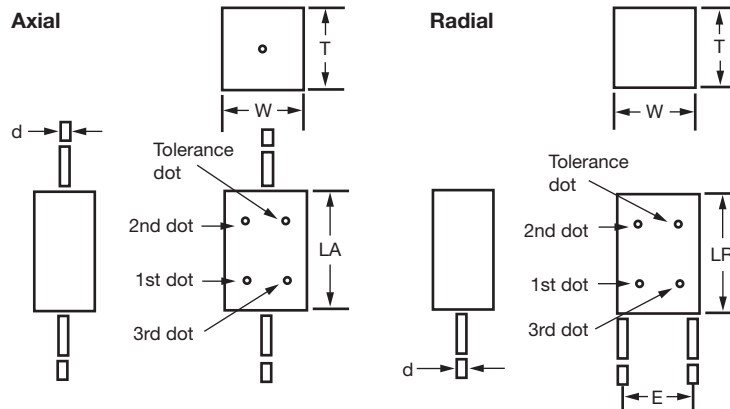 Axial
T
W
d
Tolerance
dot
2nd dot
LA
1st dot
3rd dot
Radial
T
W
Tolerance
dot
2nd dot
LR
1st dot
3rd dot
d
E